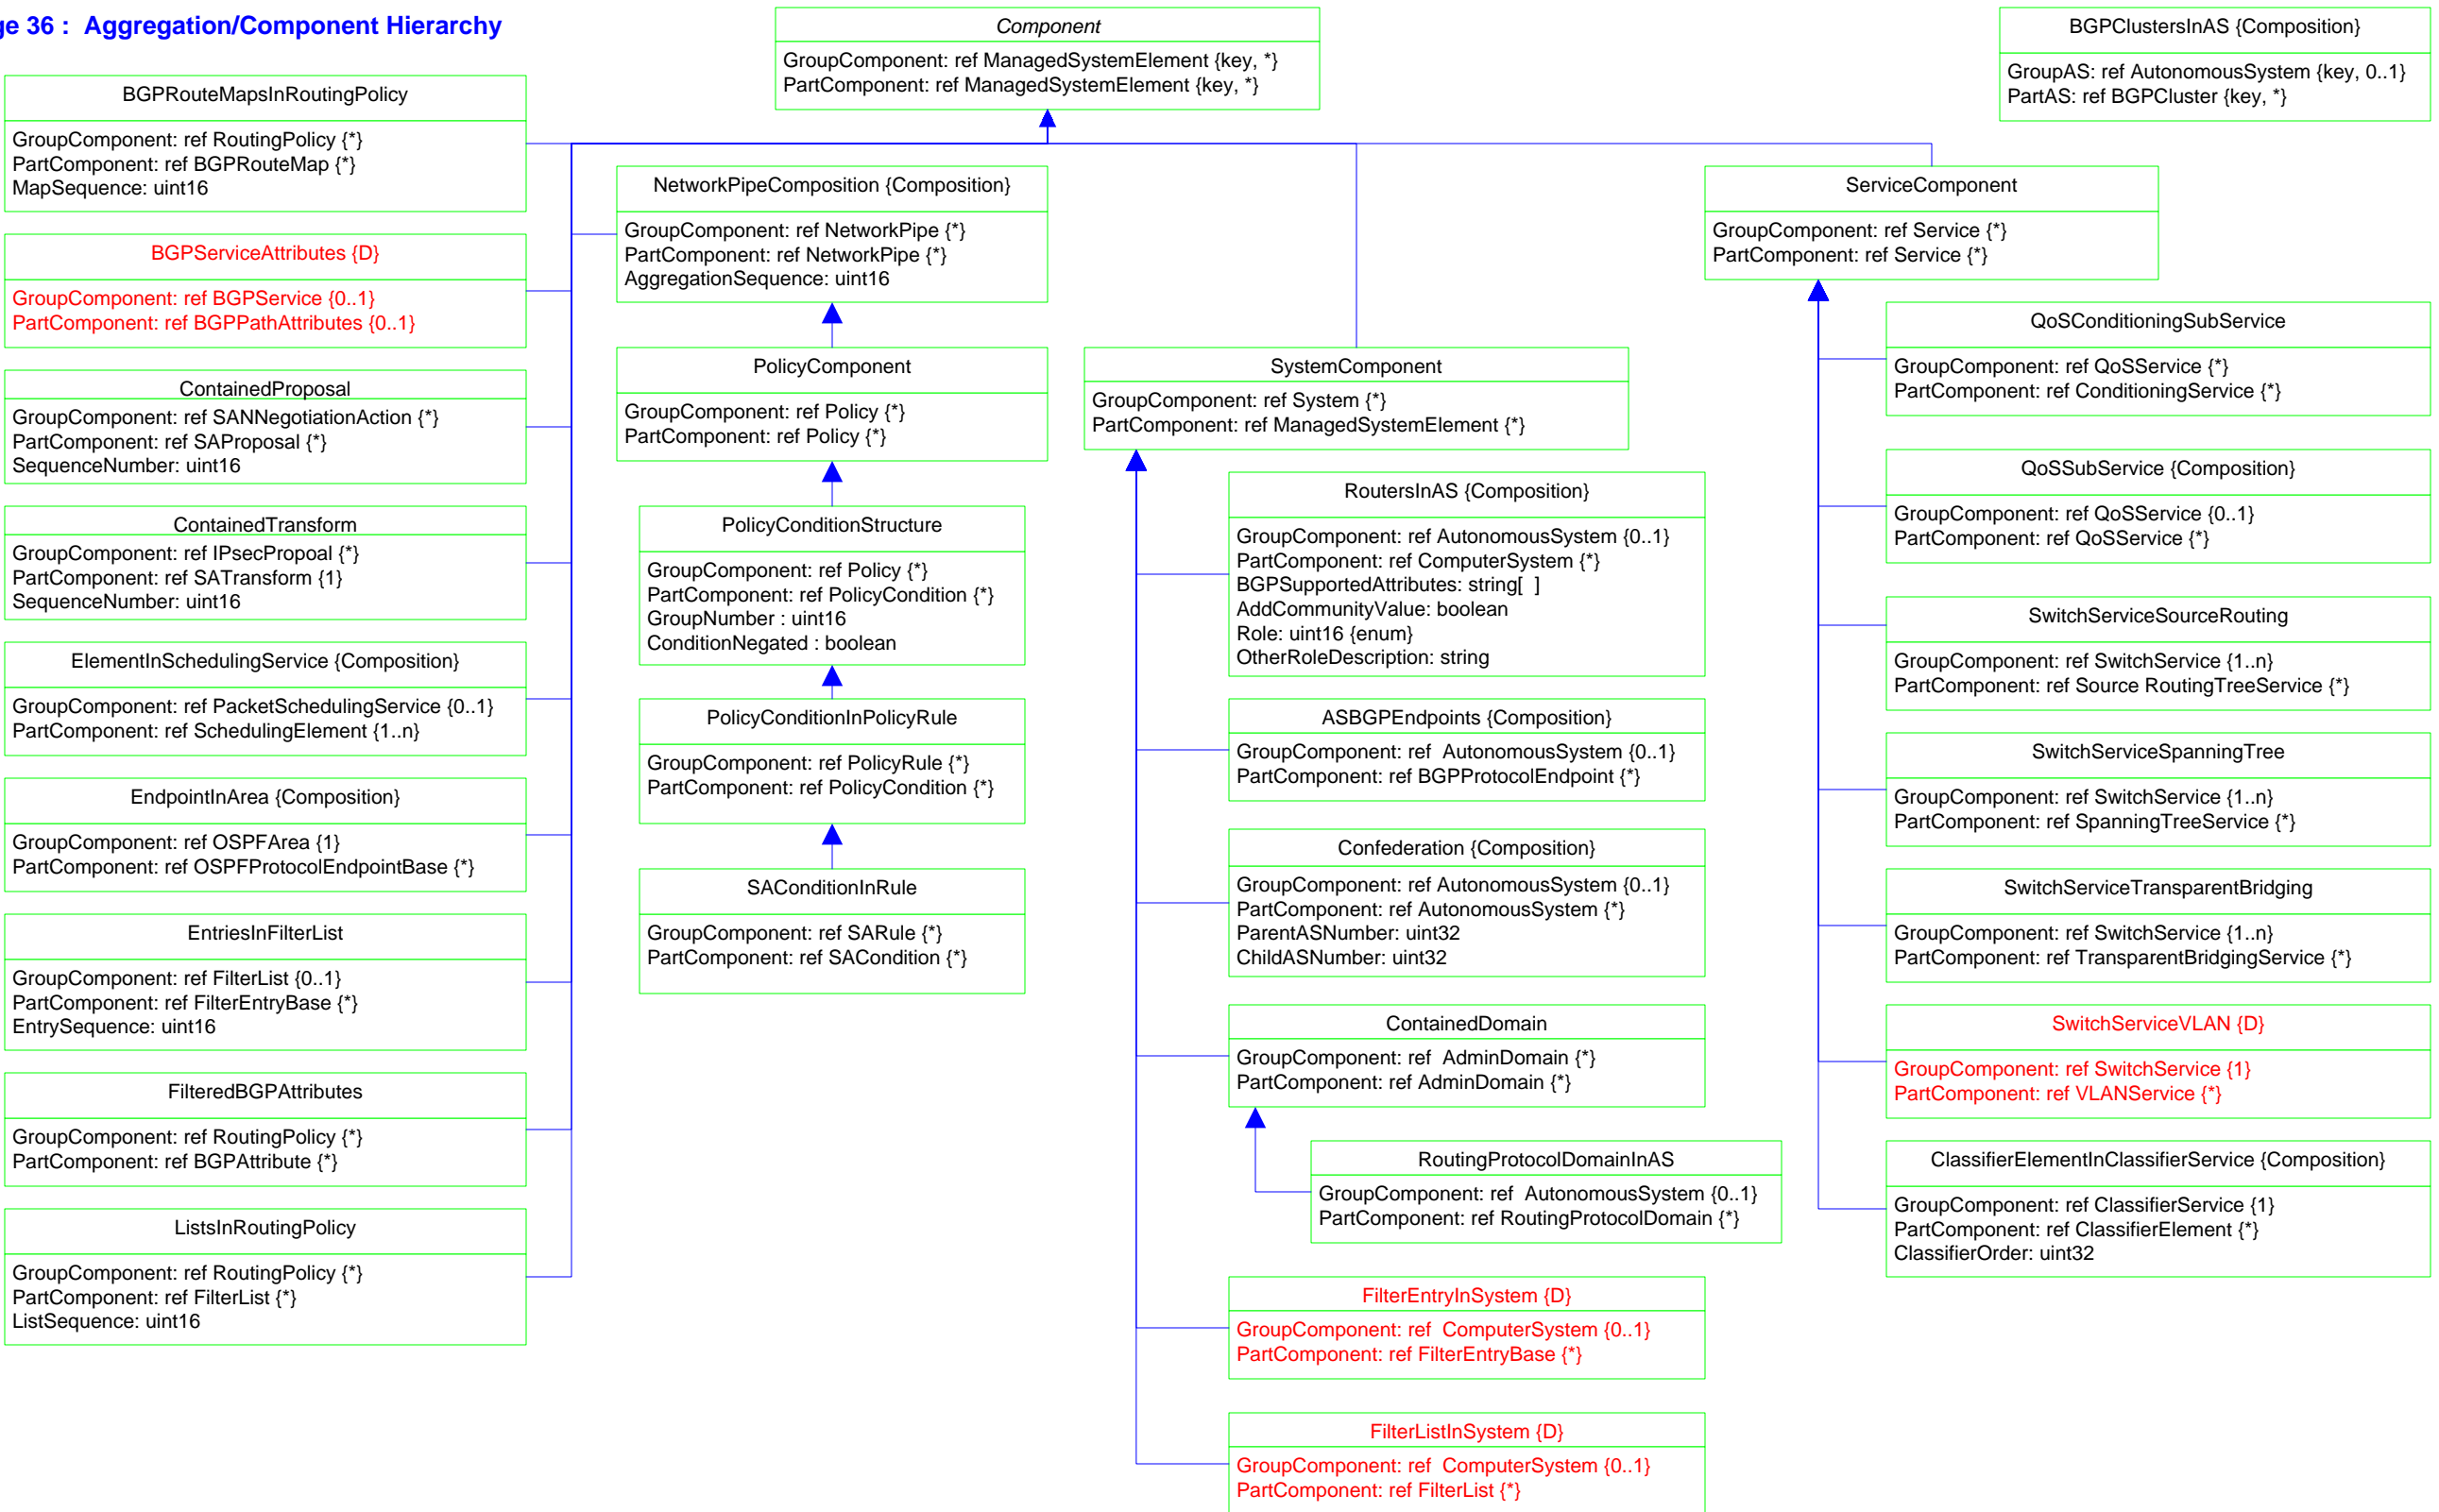 ge 36 : Aggregation/Component Hierarchy
Component
GroupComponent: ref ManagedSystemElement {key, *}
PartComponent: ref ManagedSystemElement {key, *}
BGPClustersInAS {Composition}
GroupAS: ref AutonomousSystem {key, 0..1}
PartAS: ref BGPCluster {key, *}
BGPRouteMapsInRoutingPolicy
GroupComponent: ref RoutingPolicy {*}
PartComponent: ref BGPRouteMap {*}
MapSequence: uint16
BGPServiceAttributes {D}
GroupComponent: ref BGPService {0..1}
PartComponent: ref BGPPathAttributes {0..1}
ContainedProposal
GroupComponent: ref SANNegotiationAction {*}
PartComponent: ref SAProposal {*}
SequenceNumber: uint16
ContainedTransform
GroupComponent: ref IPsecPropoal {*}
PartComponent: ref SATransform {1}
SequenceNumber: uint16
ElementInSchedulingService {Composition}
GroupComponent: ref PacketSchedulingService {0..1}
PartComponent: ref SchedulingElement {1..n}
EndpointInArea {Composition}
GroupComponent: ref OSPFArea {1}
PartComponent: ref OSPFProtocolEndpointBase {*}
EntriesInFilterList
GroupComponent: ref FilterList {0..1}
PartComponent: ref FilterEntryBase {*}
EntrySequence: uint16
FilteredBGPAttributes
GroupComponent: ref RoutingPolicy {*}
PartComponent: ref BGPAttribute {*}
ListsInRoutingPolicy
GroupComponent: ref RoutingPolicy {*}
PartComponent: ref FilterList {*}
ListSequence: uint16
NetworkPipeComposition {Composition}
GroupComponent: ref NetworkPipe {*}
PartComponent: ref NetworkPipe {*}
AggregationSequence: uint16
PolicyComponent
GroupComponent: ref Policy {*}
PartComponent: ref Policy {*}
PolicyConditionStructure
GroupComponent: ref Policy {*}
PartComponent: ref PolicyCondition {*}
GroupNumber : uint16
ConditionNegated : boolean
PolicyConditionInPolicyRule
GroupComponent: ref PolicyRule {*}
PartComponent: ref PolicyCondition {*}
SAConditionInRule
GroupComponent: ref SARule {*}
PartComponent: ref SACondition {*}
SystemComponent
GroupComponent: ref System {*}
PartComponent: ref ManagedSystemElement {*}
RoutersInAS {Composition}
GroupComponent: ref AutonomousSystem {0..1}
PartComponent: ref ComputerSystem {*}
BGPSupportedAttributes: string[ ]
AddCommunityValue: boolean
Role: uint16 {enum}
OtherRoleDescription: string
ASBGPEndpoints {Composition}
GroupComponent: ref AutonomousSystem {0..1}
PartComponent: ref BGPProtocolEndpoint {*}
Confederation {Composition}
GroupComponent: ref AutonomousSystem {0..1}
PartComponent: ref AutonomousSystem {*}
ParentASNumber: uint32
ChildASNumber: uint32
ContainedDomain
GroupComponent: ref AdminDomain {*}
PartComponent: ref AdminDomain {*}
RoutingProtocolDomainInAS
GroupComponent: ref AutonomousSystem {0..1}
PartComponent: ref RoutingProtocolDomain {*}
FilterEntryInSystem {D}
GroupComponent: ref ComputerSystem {0..1}
PartComponent: ref FilterEntryBase {*}
FilterListInSystem {D}
GroupComponent: ref ComputerSystem {0..1}
PartComponent: ref FilterList {*}
ServiceComponent
GroupComponent: ref Service {*}
PartComponent: ref Service {*}
QoSConditioningSubService
GroupComponent: ref QoSService {*}
PartComponent: ref ConditioningService {*}
QoSSubService {Composition}
GroupComponent: ref QoSService {0..1}
PartComponent: ref QoSService {*}
SwitchServiceSourceRouting
GroupComponent: ref SwitchService {1..n}
PartComponent: ref Source RoutingTreeService {*}
SwitchServiceSpanningTree
GroupComponent: ref SwitchService {1..n}
PartComponent: ref SpanningTreeService {*}
SwitchServiceTransparentBridging
GroupComponent: ref SwitchService {1..n}
PartComponent: ref TransparentBridgingService {*}
SwitchServiceVLAN {D}
GroupComponent: ref SwitchService {1}
PartComponent: ref VLANService {*}
ClassifierElementInClassifierService {Composition}
GroupComponent: ref ClassifierService {1}
PartComponent: ref ClassifierElement {*}
ClassifierOrder: uint32